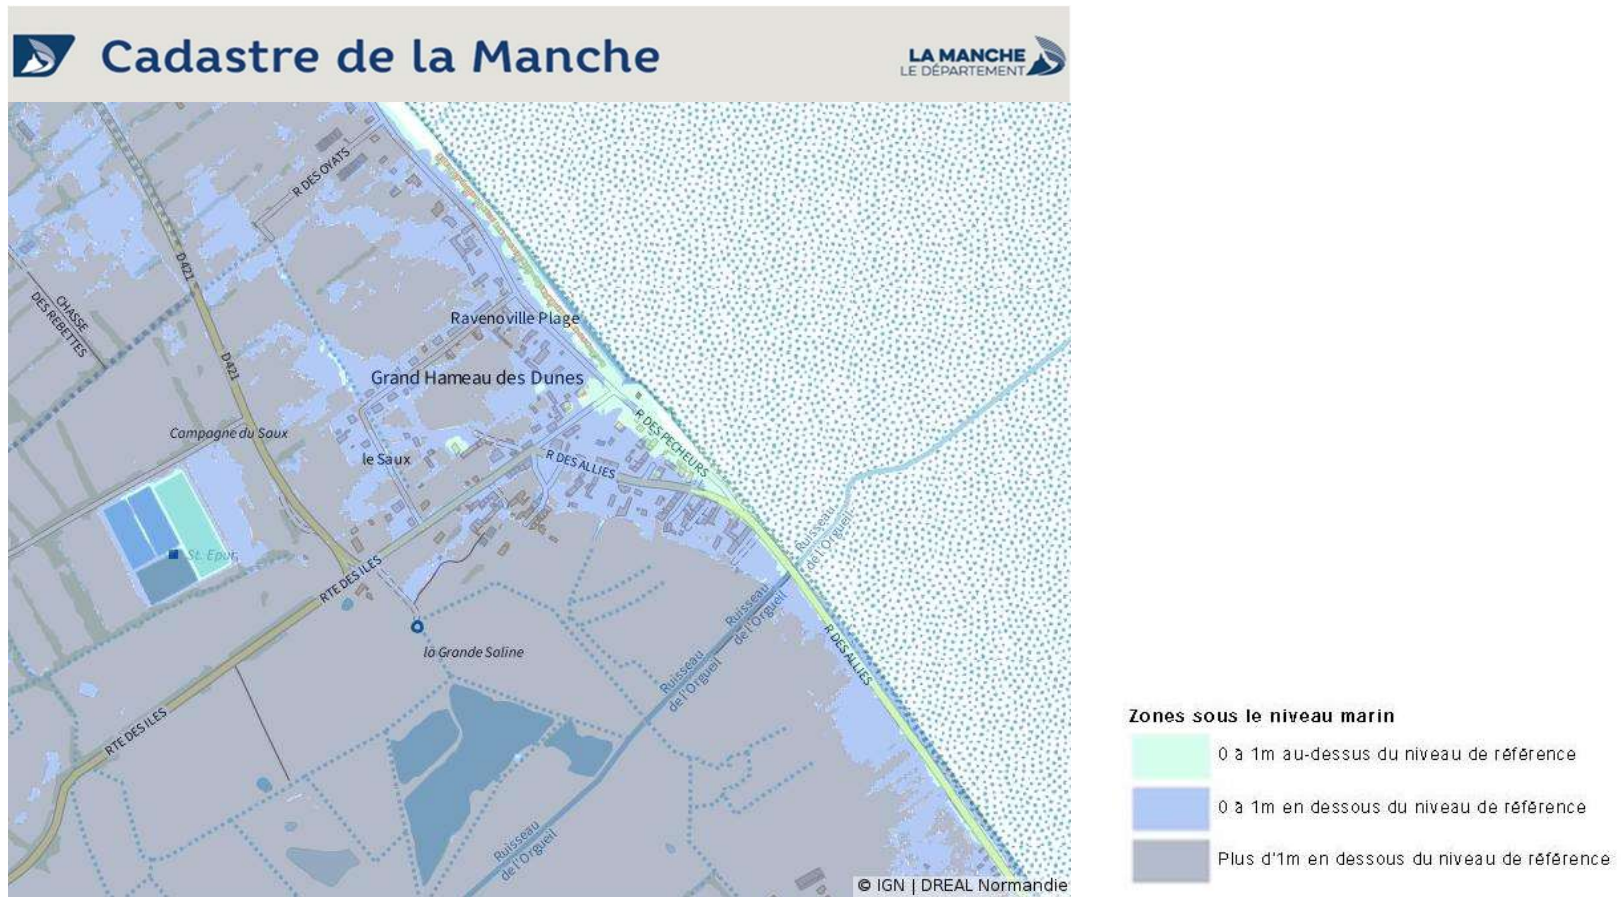 Cadastre de la Manche
LA MANCHE
LE DÉPARTEMENT
R DES OYATS
D421
CHASSE
DES REBETTES
Ravenoville Plage
D421
Grand Hameau des Dunes
R DES PECHEURS
Campagne du Saux
le Saux
R DES ALLIES
Ruisseau
de l'Orgueil
St. Epur.
RTE DES ILES
Ruisseau
de l'Orgueil
R DES ALLIES
la Grande Saline
Ruisseau
de l'Orgueil
RTE DES ILES
Ruisseau
de l'Orgueil
© IGN | DREAL Normandie
Zones sous le niveau marin
0 à 1m au-dessus du niveau de référence
0 à 1m en dessous du niveau de référence
Plus d'1m en dessous du niveau de référence